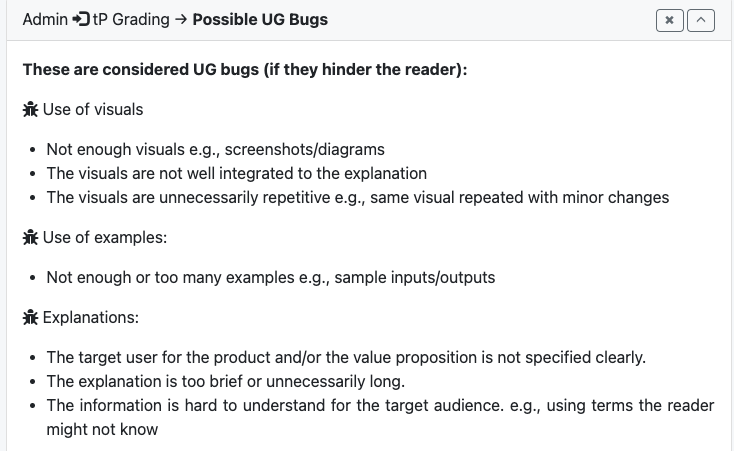 Admin tP Grading → Possible UG Bugs
These are considered UG bugs (if they hinder the reader):
Use of visuals
• Not enough visuals e.g., screenshots/diagrams
• The visuals are not well integrated to the explanation
• The visuals are unnecessarily repetitive e.g., same visual repeated with minor changes
Use of examples:
• Not enough or too many examples e.g., sample inputs/outputs
Explanations:
• The target user for the product and/or the value proposition is not specified clearly.
• The explanation is too brief or unnecessarily long.
• The information is hard to understand for the target audience. e.g., using terms the reader
might not know